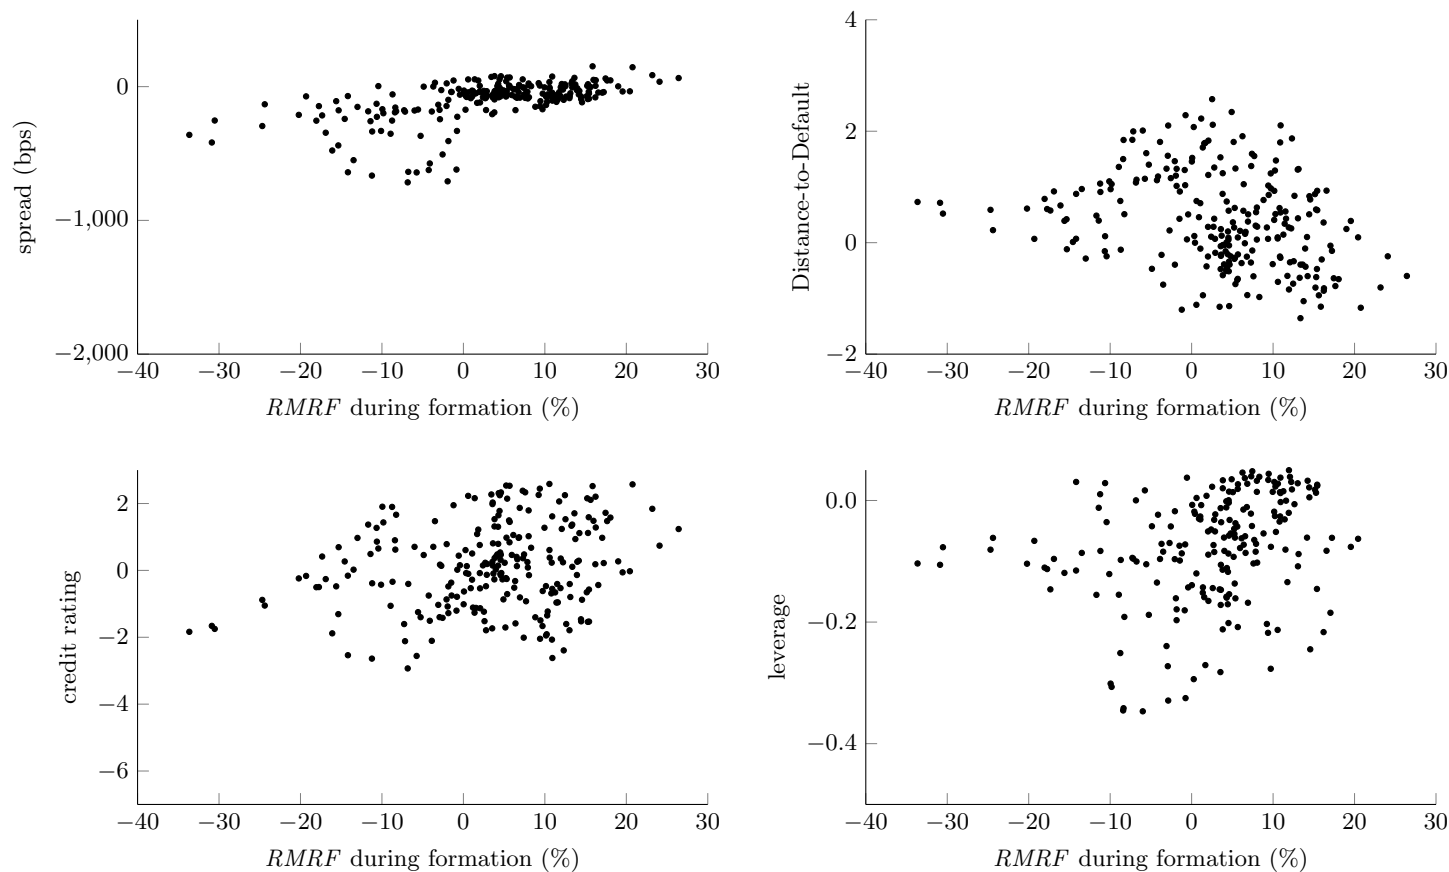 0
−1,000
−2,000
−40 −30 −20 −10 0 10 20 30
RMRF during formation (%)
spread (bps)
4
2
0
−2
−40 −30 −20 −10 0 10 20 30
RMRF during formation (%)
Distance-to-Default
2
0
−2
−4
−6
−40 −30 −20 −10 0 10 20 30
RMRF during formation (%)
credit rating
0.0
−0.2
−0.4
−40 −30 −20 −10 0 10 20 30
RMRF during formation (%)
leverage